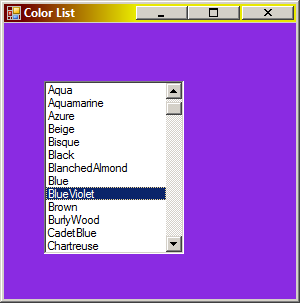 Color List
Aqua
Aquamarine
Azure
Beige
Bisque
Black
BlanchedAlmond
Blue
BlueViolet
Brown
BurlyWood
CadetBlue
Chartreuse